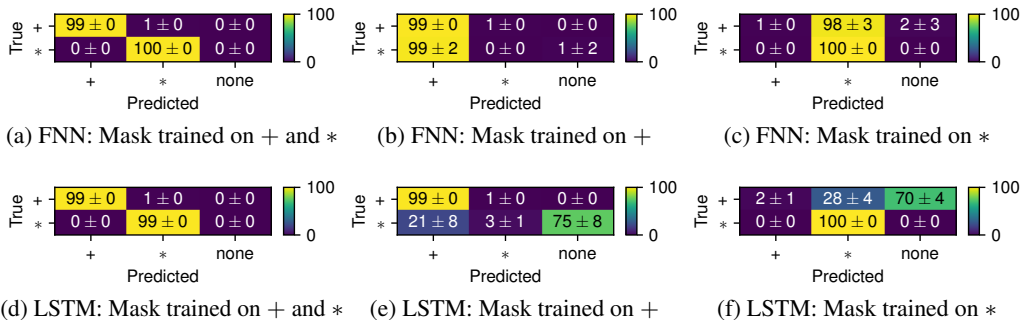 True
+
*
99 ± 0 1 ± 0 0 ± 0
0 ± 0 100 ± 0 0 ± 0
100
0
+ * none
Predicted
(a) FNN: Mask trained on + and *
True
+
*
99 ± 0 0 ± 0 0 ± 0
99 ± 2 0 ± 0 1 ± 2
100
0
+ * none
Predicted
(b) FNN: Mask trained on +
True
+
*
1 ± 0 98 ± 3 2 ± 3
0 ± 0 100 ± 0 0 ± 0
100
0
+ * none
Predicted
(c) FNN: Mask trained on *
True
+
*
99 ± 0 1 ± 0 0 ± 0
0 ± 0 99 ± 0 0 ± 0
100
0
+ * none
Predicted
(d) LSTM: Mask trained on + and *
True
+
*
99 ± 0 1 ± 0 0 ± 0
21 ± 8 3 ± 1 75 ± 8
100
0
+ * none
Predicted
(e) LSTM: Mask trained on +
True
+
*
2 ± 1 28 ± 4 70 ± 4
0 ± 0 100 ± 0 0 ± 0
100
0
+ * none
Predicted
(f) LSTM: Mask trained on *